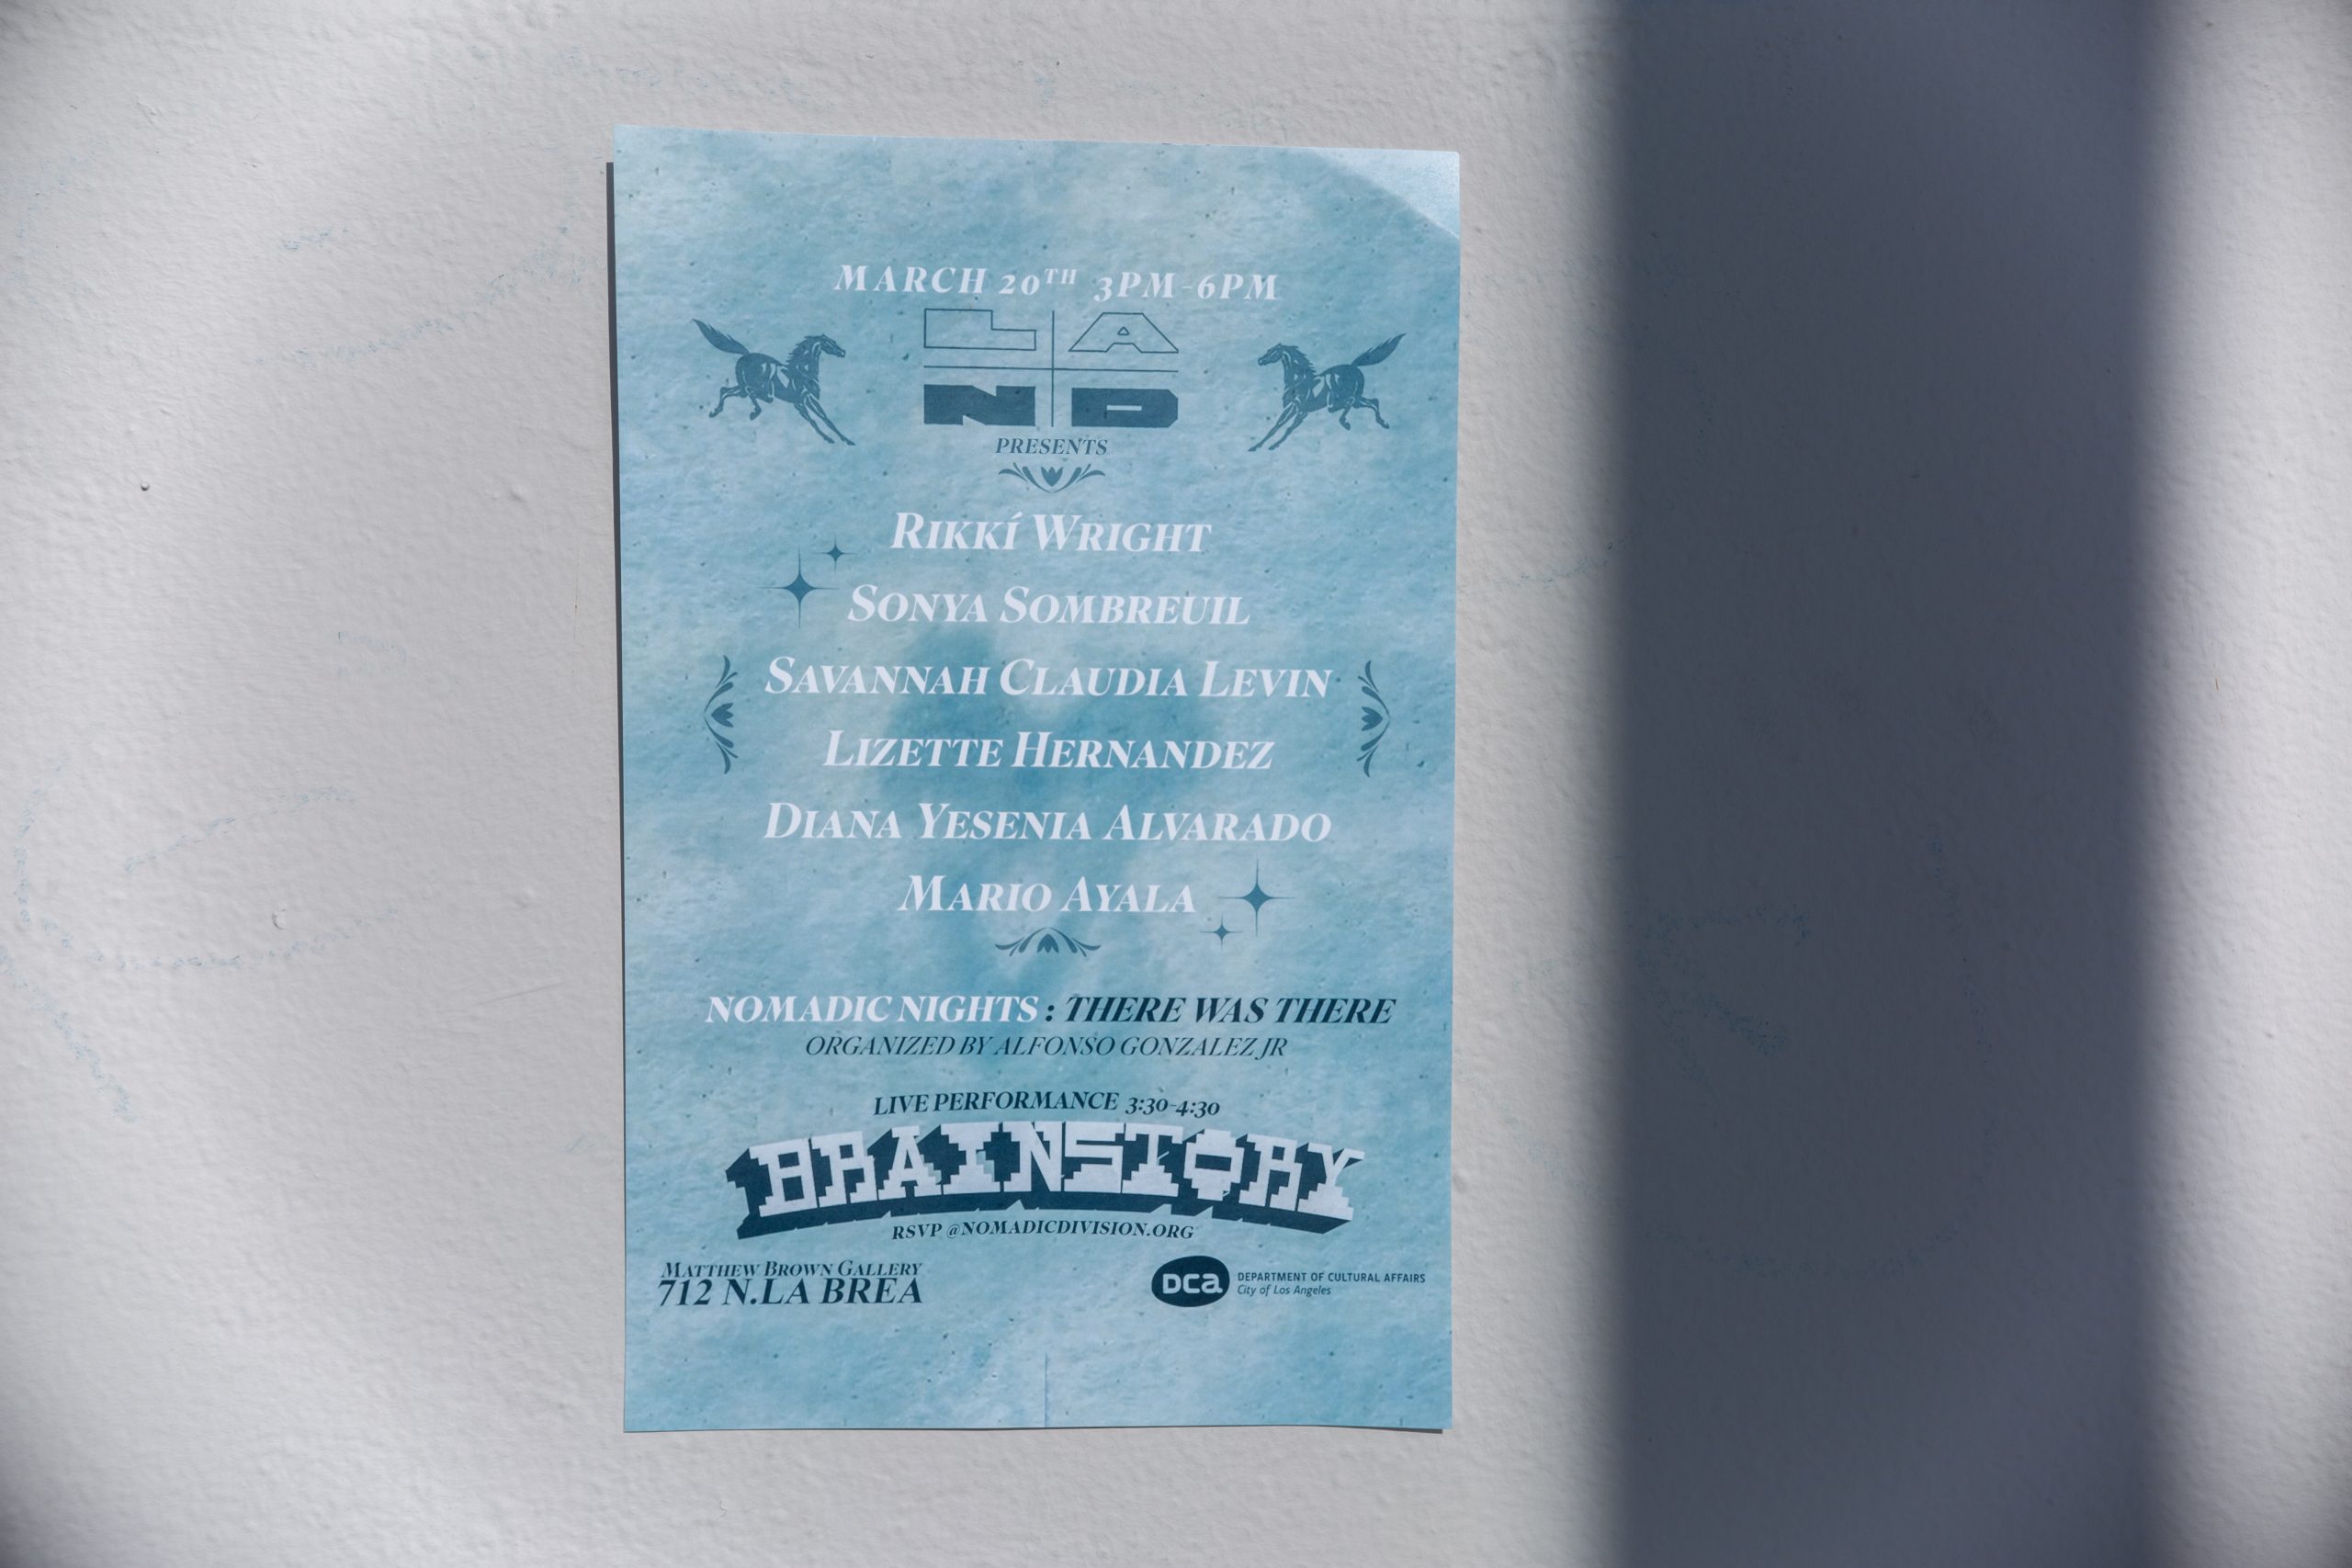 MARCH 20TH 3PM-6PM
LA
ND
PRESENTS
RIKKÍ WRIGHT
SONYA SOMBREUIL
SAVANNAH CLAUDIA LEVIN
LIZETTE HERNANDEZ
DIANA YESENIA ALVARADO
MARIO AYALA
NOMADIC NIGHTS : THERE WAS THERE
ORGANIZED BY ALFONSO GONZALEZ JR
LIVE PERFORMANCE 3:30-4:30
BRAINSTORY
RSVP @NOMADICDIVISION.ORG
MATTHEW BROWN GALLERY
712 N.LA BREA
DCa
DEPARTMENT OF CULTURAL AFFAIRS
City of Los Angeles